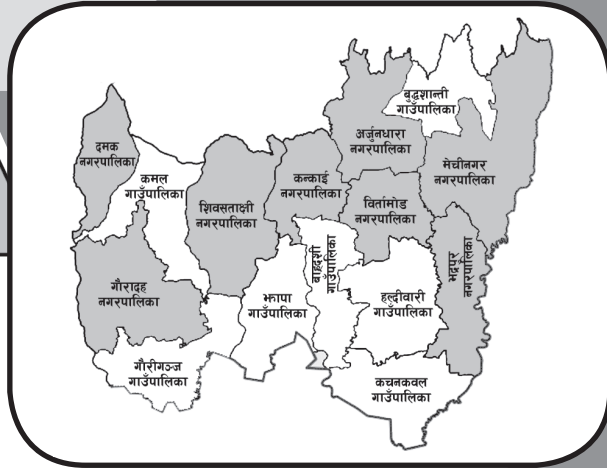 बुद्धशान्ती
गाउँपालिका
अर्जुनधारा
नगरपालिका
दमक
नगरपालिका
मेचीनगर
नगरपालिका
कमल
गाउँपालिका
कन्काई
नगरपालिका
शिवसताक्षी
नगरपालिका
विर्तामोड
नगरपालिका
बाह्रदशी
गाउँपालिका
भद्रपुर
नगरपालिका
गौरादह
नगरपालिका
झापा
गाउँपालिका
हल्दीवारी
गाउँपालिका
गौरीगञ्ज
गाउँपालिका
कचनकवल
गाउँपालिका